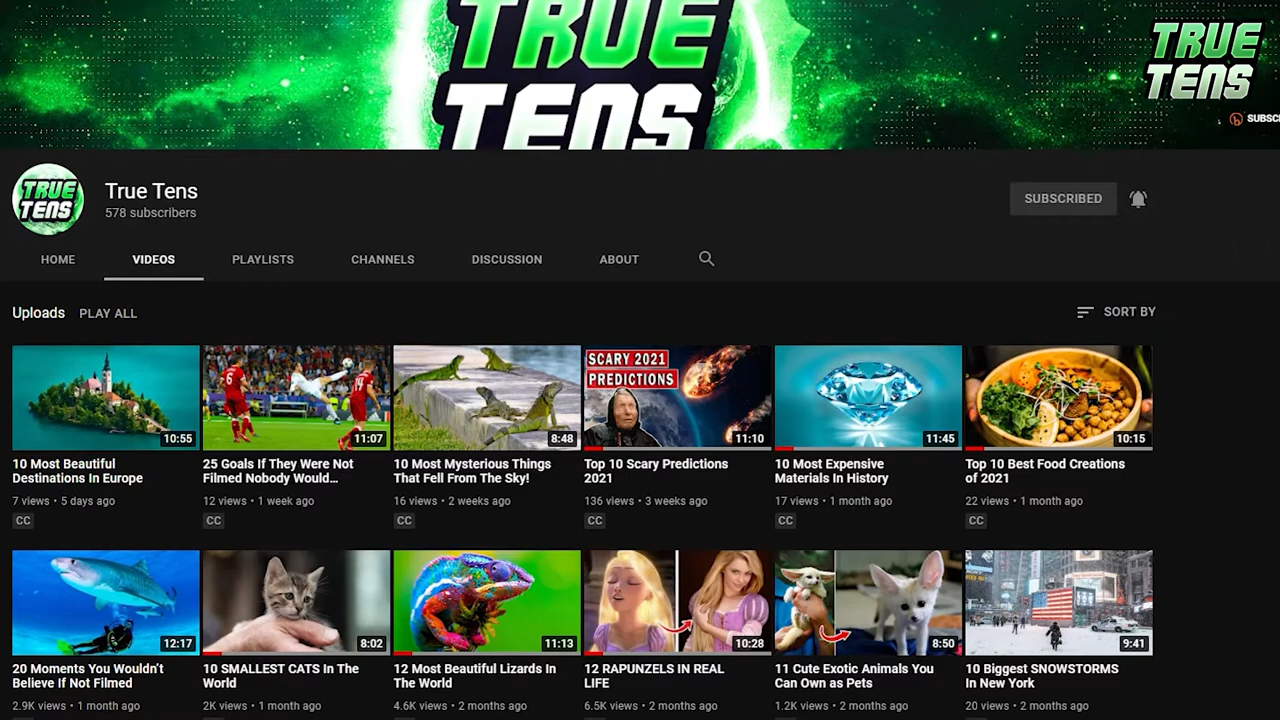 TRUE
TENS
TRUE
TENS
SUBSC
TRUE
TENS
True Tens
578 subscribers
SUBSCRIBED
HOME
VIDEOS
PLAYLISTS
CHANNELS
DISCUSSION
ABOUT
Uploads
PLAY ALL
SORT BY
6
14
SCARY 2021
PREDICTIONS
10:55
11:07
8:48
11:10
11:45
10:15
10 Most Beautiful
Destinations In Europe
7 views • 5 days ago
CC
25 Goals If They Were Not
Filmed Nobody Would...
12 views • 1 week ago
CC
10 Most Mysterious Things
That Fell From The Sky!
16 views • 2 weeks ago
CC
Top 10 Scary Predictions
2021
136 views • 3 weeks ago
CC
10 Most Expensive
Materials In History
17 views • 1 month ago
CC
Top 10 Best Food Creations
of 2021
22 views • 1 month ago
CC
12:17
8:02
11:13
10:28
8:50
9:41
20 Moments You Wouldn't
Believe If Not Filmed
2.9K views • 1 month ago
10 SMALLEST CATS In The
World
2K views • 1 month ago
12 Most Beautiful Lizards In
The World
4.6K views • 2 months ago
12 RAPUNZELS IN REAL
LIFE
6.5K views • 2 months ago
11 Cute Exotic Animals You
Can Own as Pets
1.2K views • 2 months ago
10 Biggest SNOWSTORMS
In New York
20 views • 2 months ago